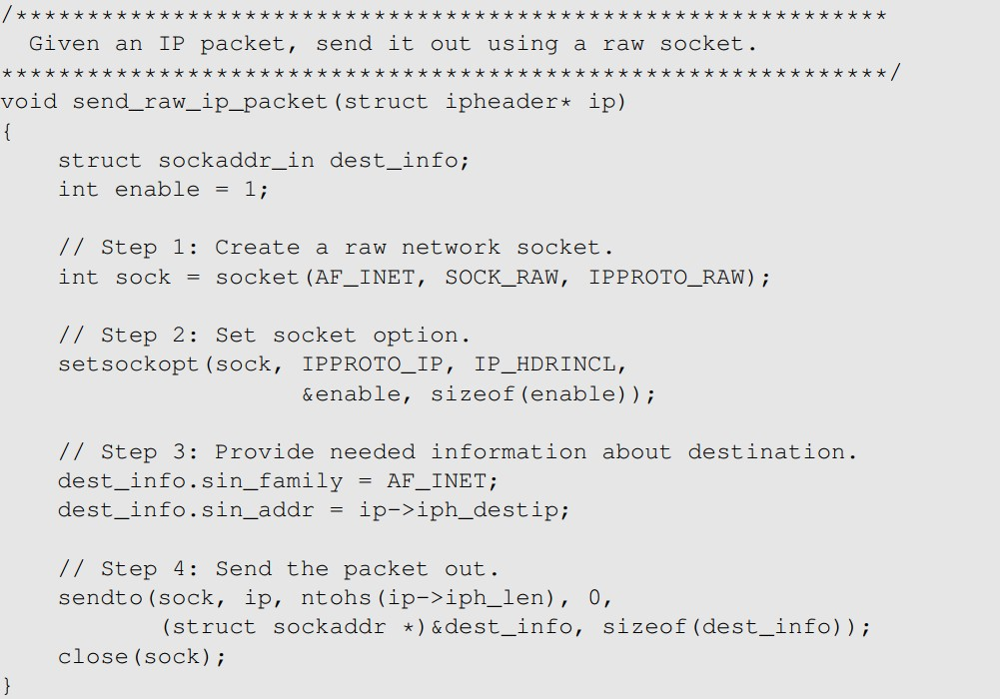 /*************************************************************
  Given an IP packet, send it out using a raw socket.
**************************************************************/
void send_raw_ip_packet(struct ipheader* ip)
{
    struct sockaddr_in dest_info;
    int enable = 1;

    // Step 1: Create a raw network socket.
    int sock = socket(AF_INET, SOCK_RAW, IPPROTO_RAW);

    // Step 2: Set socket option.
    setsockopt(sock, IPPROTO_IP, IP_HDRINCL,
                     &enable, sizeof(enable));

    // Step 3: Provide needed information about destination.
    dest_info.sin_family = AF_INET;
    dest_info.sin_addr = ip->iph_destip;

    // Step 4: Send the packet out.
    sendto(sock, ip, ntohs(ip->iph_len), 0,
           (struct sockaddr *)&dest_info, sizeof(dest_info));
    close(sock);
}